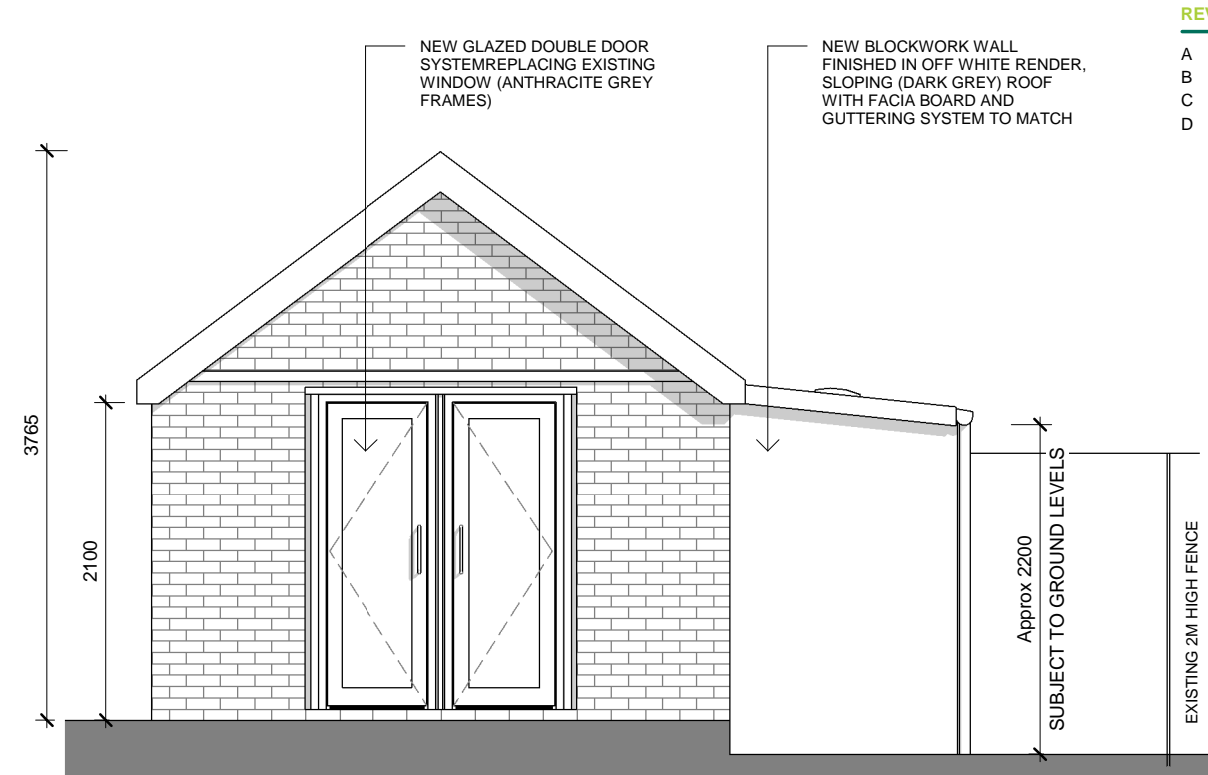 REV
NEW GLAZED DOUBLE DOOR
SYSTEMREPLACING EXISTING
WINDOW (ANTHRACITE GREY
FRAMES)
NEW BLOCKWORK WALL
FINISHED IN OFF WHITE RENDER,
SLOPING (DARK GREY) ROOF
WITH FACIA BOARD AND
GUTTERING SYSTEM TO MATCH
A
B
C
D
3765
2100
Approx 2200
SUBJECT TO GROUND LEVELS
EXISTING 2M HIGH FENCE